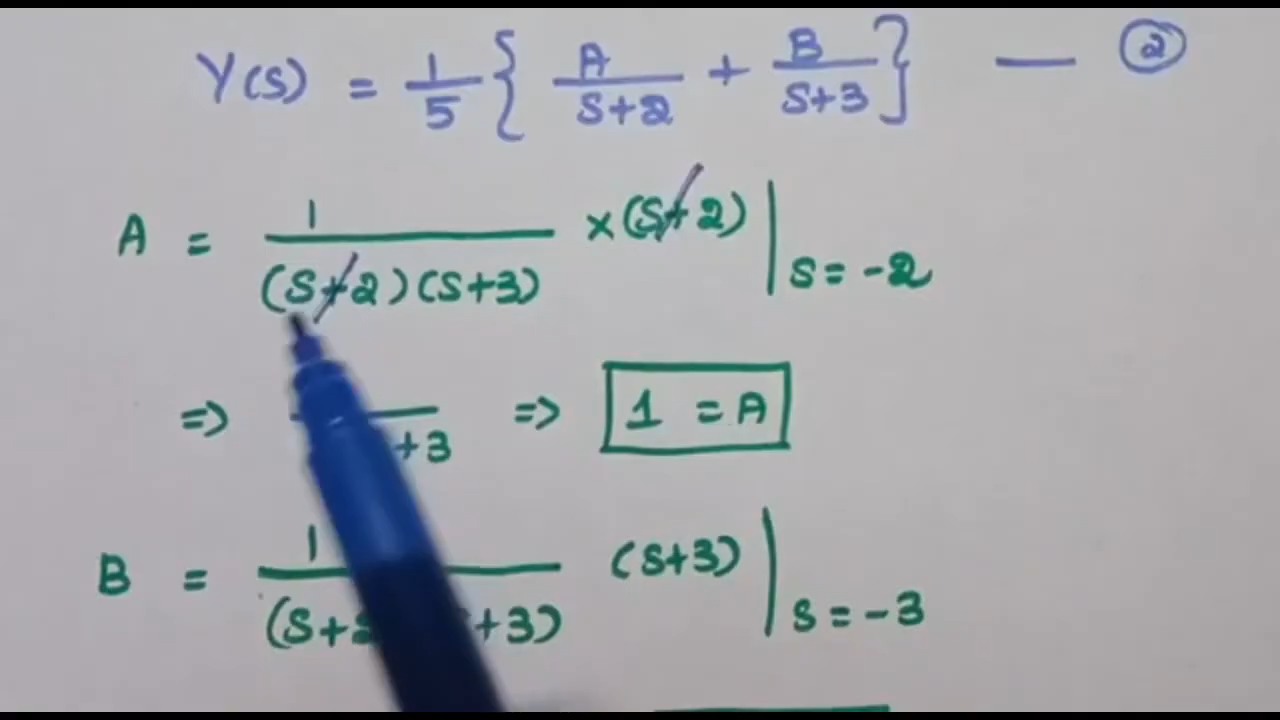 Y(S) = 1/5 { A/S+2 + B/S+3 } — ②
A = 1/(S+2)(S+3) × (S+2) | S = -2
=> +3 => 1 = A
B = 1/(S+ +3) (S+3) | S = -3